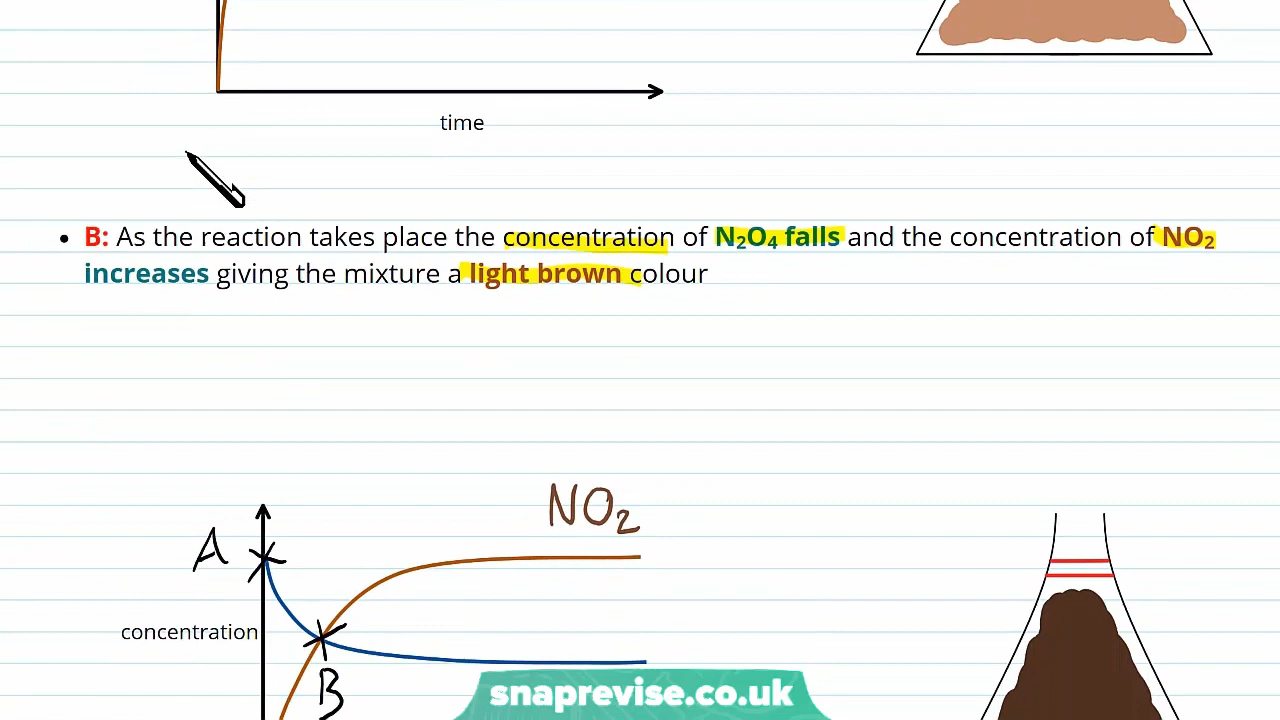 time
• B: As the reaction takes place the concentration of N₂O₄ falls and the concentration of NO₂
increases giving the mixture a light brown colour
NO₂
A
concentration
B
snaprevise.co.uk